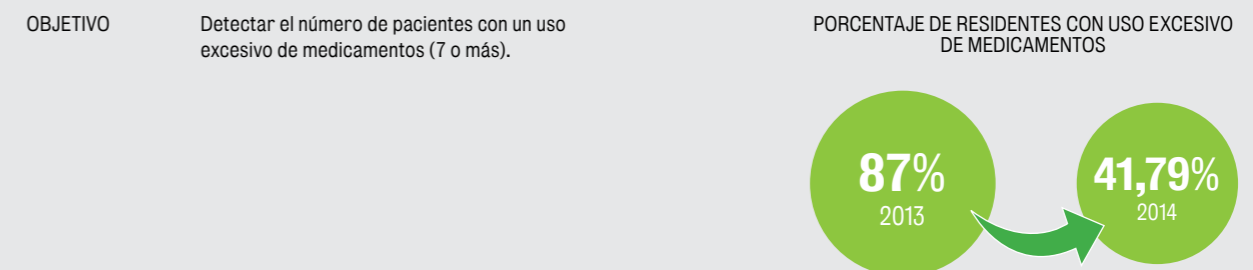 OBJETIVO
Detectar el número de pacientes con un uso
excesivo de medicamentos (7 o más).
PORCENTAJE DE RESIDENTES CON USO EXCESIVO
DE MEDICAMENTOS
87%
2013
41,79%
2014